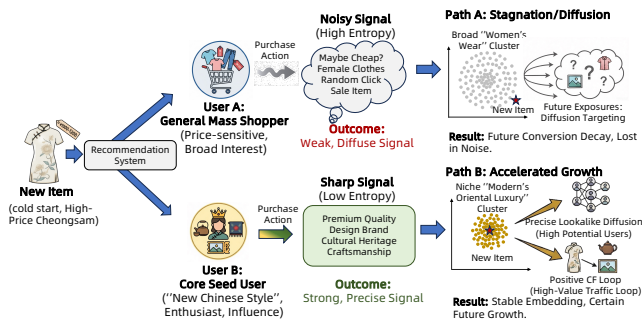 New Item
(cold start, High-
Price Cheongsam)
Recommendation
System
User A:
General Mass Shopper
(Price-sensitive,
Broad Interest)
Purchase
Action
Noisy Signal
(High Entropy)
Maybe Cheap?
Female Clothes
Random Click
Sale Item
Outcome:
Weak, Diffuse Signal
Path A: Stagnation/Diffusion
Broad "Women's
Wear" Cluster
New Item
? ? ?
Future Exposures:
Diffusion Targeting
Result: Future Conversion Decay, Lost
in Noise.
User B:
Core Seed User
("New Chinese Style",
Enthusiast, Influence)
Purchase
Action
Sharp Signal
(Low Entropy)
Premium Quality
Design Brand
Cultural Heritage
Craftsmanship
Outcome:
Strong, Precise Signal
Path B: Accelerated Growth
Niche "Modern's
Oriental Luxury"
Cluster
New Item
Precise Lookalike Diffusion
(High Potential Users)
Positive CF Loop
(High-Value Traffic Loop)
Result: Stable Embedding, Certain
Future Growth.